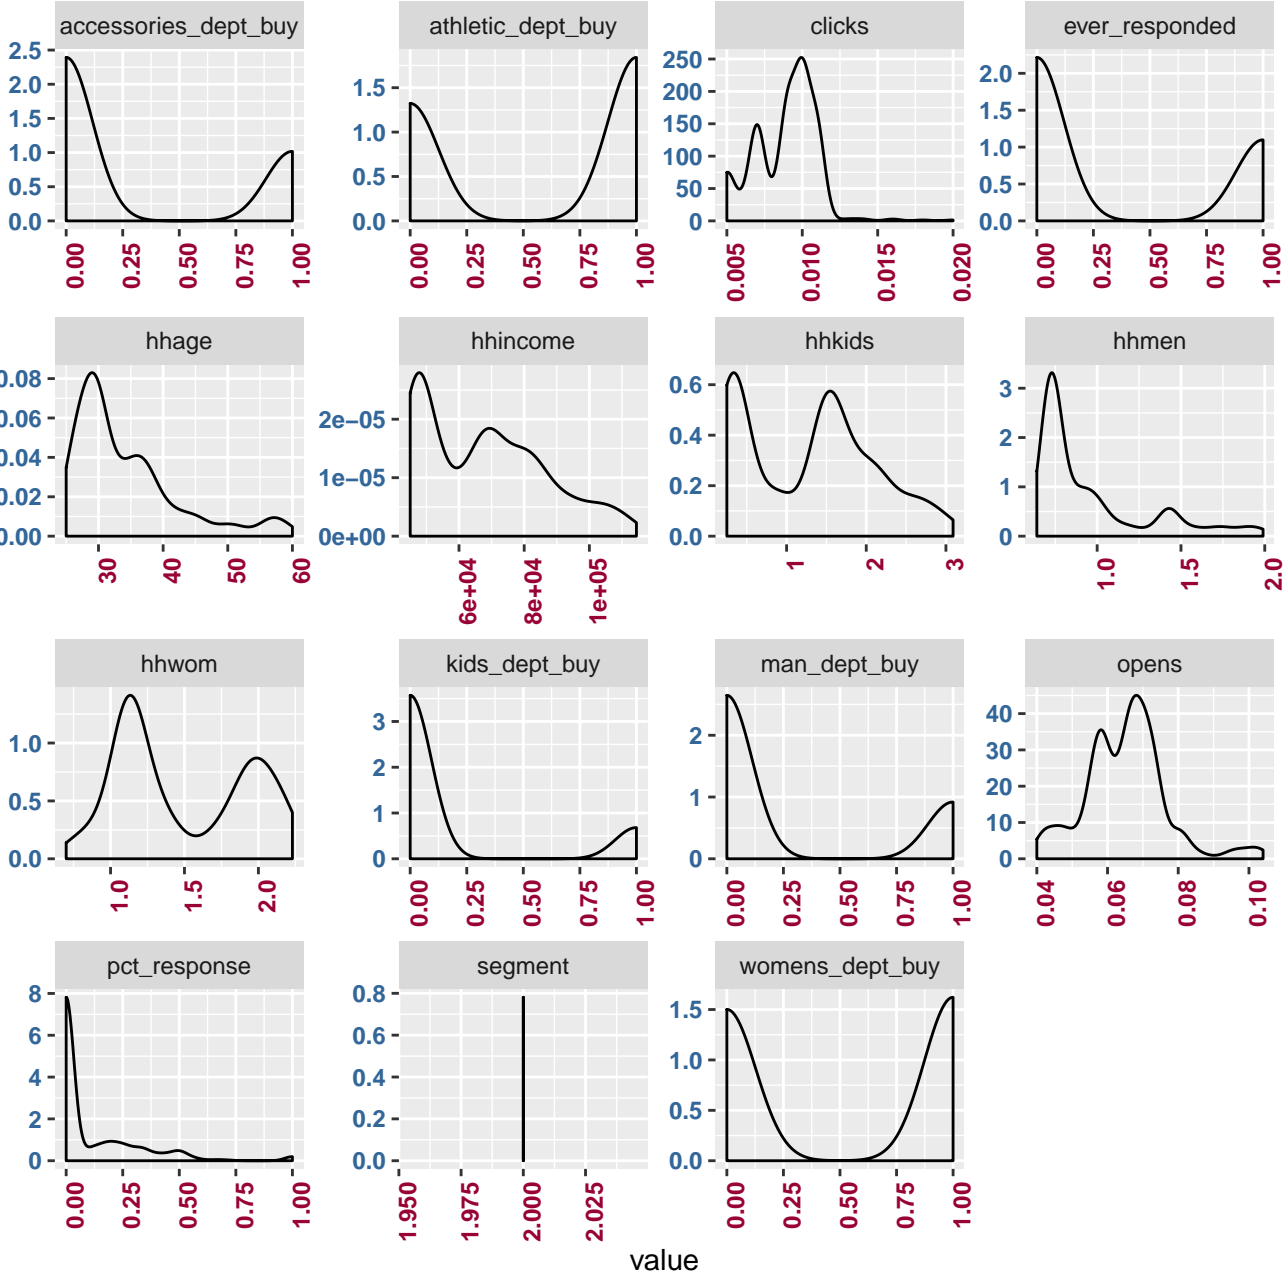 accessories_dept_buy athletic_dept_buy clicks ever_responded
2.5
2.0
1.5
1.0
0.5
0.0
0.00 0.25 0.50 0.75 1.00
1.5
1.0
0.5
0.0
0.00 0.25 0.50 0.75 1.00
250
200
150
100
50
0
0.005 0.010 0.015 0.020
2.0
1.5
1.0
0.5
0.0
0.00 0.25 0.50 0.75 1.00
hhage hhincome hhkids hhmen
0.08
0.06
0.04
0.02
0.00
30 40 50 60
2e−05
1e−05
0e+00
6e+04 8e+04 1e+05
0.6
0.4
0.2
0.0
1 2 3
3
2
1
0
1.0 1.5 2.0
hhwom kids_dept_buy man_dept_buy opens
1.0
0.5
0.0
1.0 1.5 2.0
3
2
1
0
0.00 0.25 0.50 0.75 1.00
2
1
0
0.00 0.25 0.50 0.75 1.00
40
30
20
10
0
0.04 0.06 0.08 0.10
pct_response segment womens_dept_buy
8
6
4
2
0
0.00 0.25 0.50 0.75 1.00
0.8
0.6
0.4
0.2
0.0
1.950 1.975 2.000 2.025
1.5
1.0
0.5
0.0
0.00 0.25 0.50 0.75 1.00
value